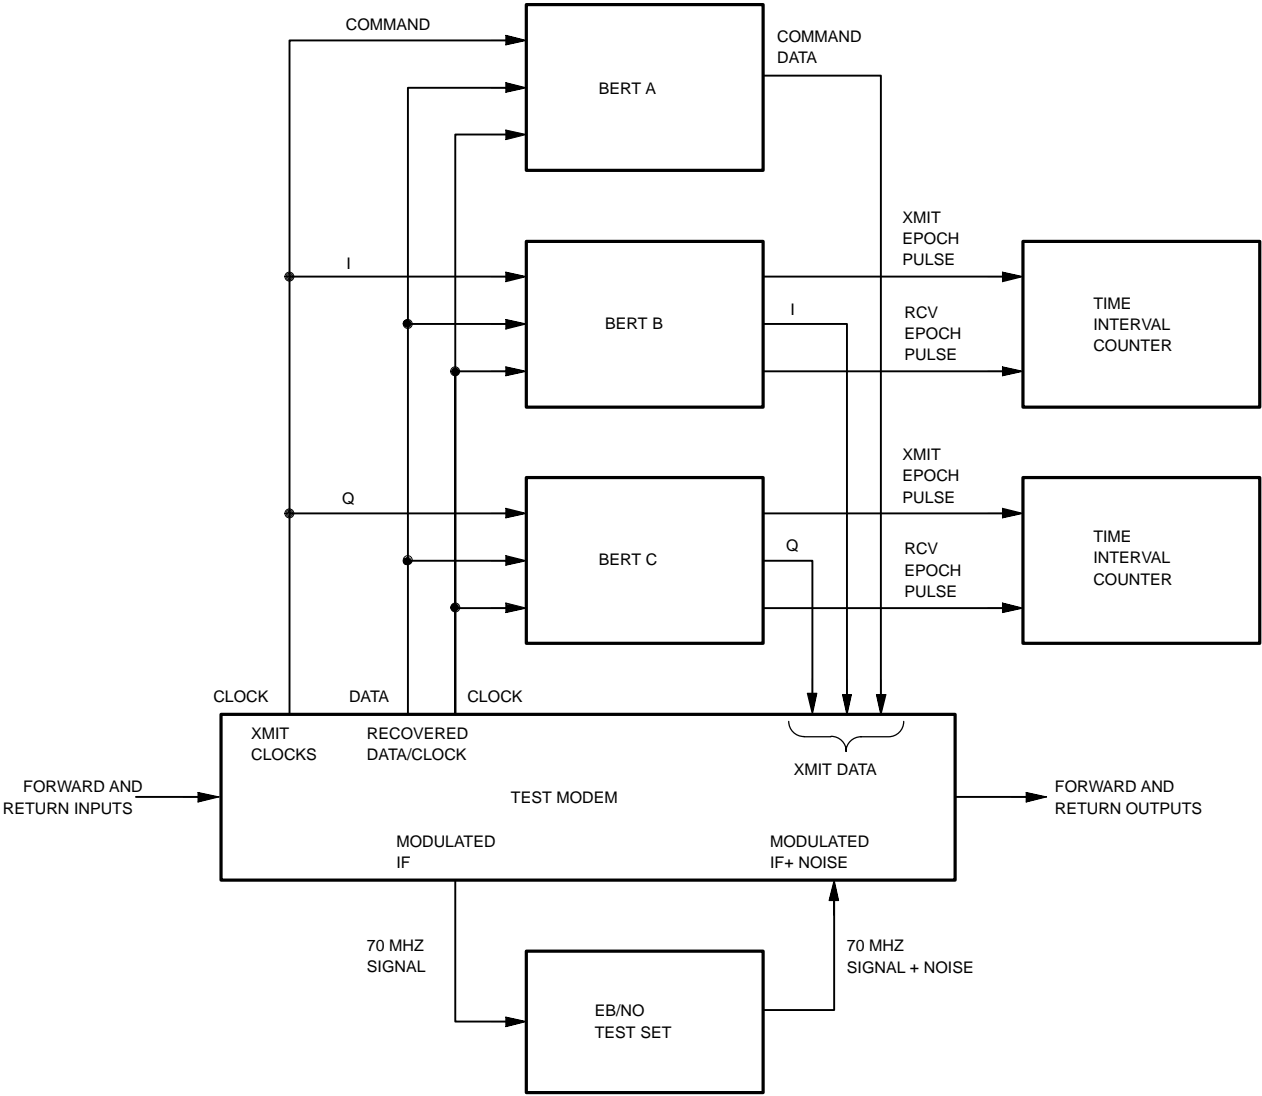 COMMAND
COMMAND
DATA
BERT A
XMIT
EPOCH
PULSE
I
BERT B
I
RCV
EPOCH
PULSE
TIME
INTERVAL
COUNTER
XMIT
EPOCH
PULSE
Q
BERT C
Q
RCV
EPOCH
PULSE
TIME
INTERVAL
COUNTER
CLOCK
DATA
CLOCK
XMIT
CLOCKS
RECOVERED
DATA/CLOCK
XMIT DATA
FORWARD AND
RETURN INPUTS
TEST MODEM
FORWARD AND
RETURN OUTPUTS
MODULATED
IF
MODULATED
IF+ NOISE
70 MHZ
SIGNAL
70 MHZ
SIGNAL + NOISE
EB/NO
TEST SET